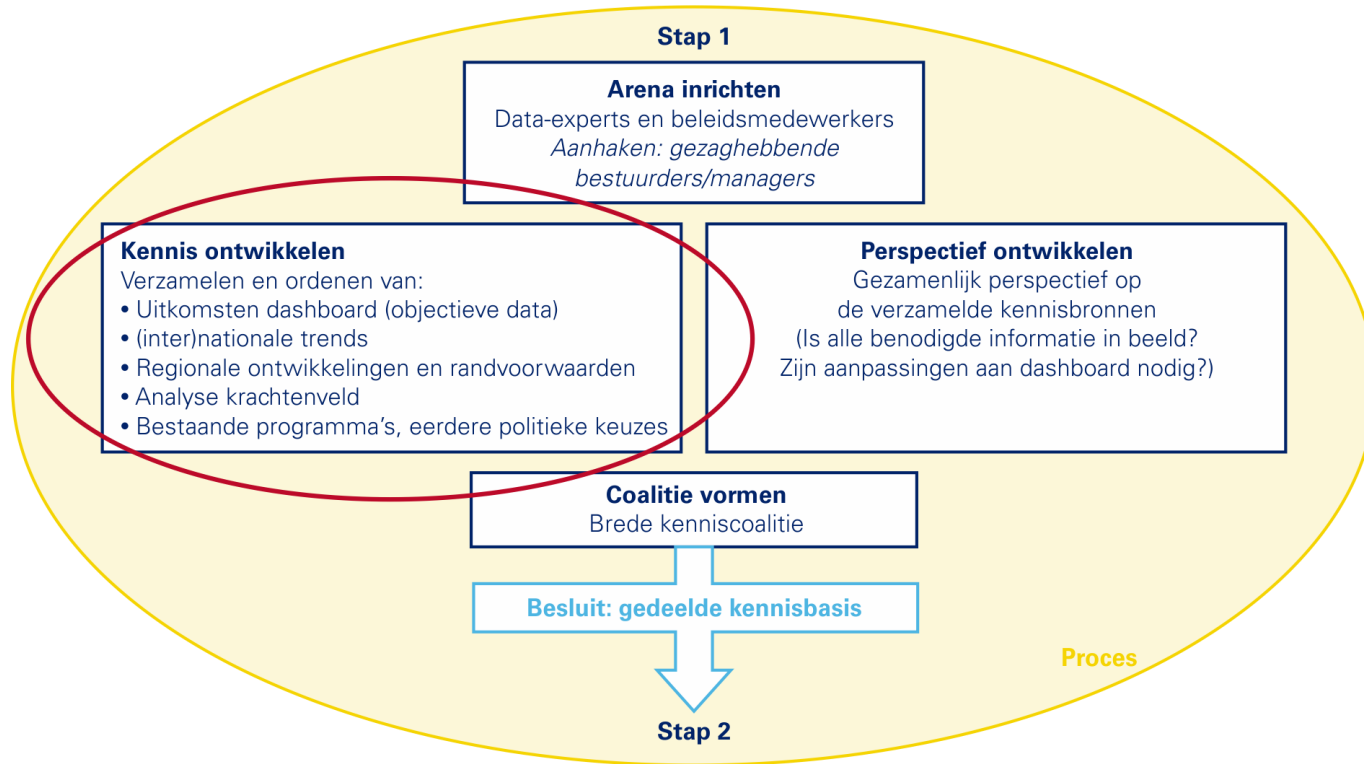 Stap 1
Arena inrichten
Data-experts en beleidsmedewerkers
Aanhaken: gezaghebbende
bestuurders/managers
Kennis ontwikkelen
Verzamelen en ordenen van:
• Uitkomsten dashboard (objectieve data)
• (inter)nationale trends
• Regionale ontwikkelingen en randvoorwaarden
• Analyse krachtenveld
• Bestaande programma's, eerdere politieke keuzes
Perspectief ontwikkelen
Gezamenlijk perspectief op
de verzamelde kennisbronnen
(Is alle benodigde informatie in beeld?
Zijn aanpassingen aan dashboard nodig?)
Coalitie vormen
Brede kenniscoalitie
Besluit: gedeelde kennisbasis
Proces
Stap 2